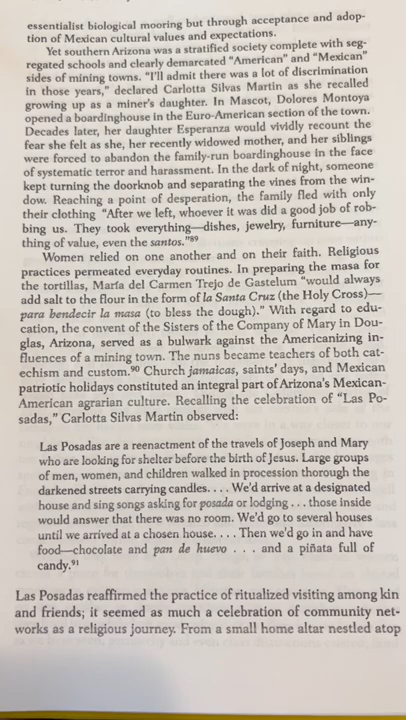 essentialist biological mooring but through acceptance and adop-
tion of Mexican cultural values and expectations.
Yet southern Arizona was a stratified society complete with seg-
regated schools and clearly demarcated "American" and "Mexican"
sides of mining towns. "I'll admit there was a lot of discrimination
in those years," declared Carlotta Silvas Martin as she recalled
growing up as a miner's daughter. In Mascot, Dolores Montoya
opened a boardinghouse in the Euro-American section of the town.
Decades later, her daughter Esperanza would vividly recount the
fear she felt as she, her recently widowed mother, and her siblings
were forced to abandon the family-run boardinghouse in the face
of systematic terror and harassment. In the dark of night, someone
kept turning the doorknob and separating the vines from the win-
dow. Reaching a point of desperation, the family fled with only
their clothing "After we left, whoever it was did a good job of rob-
bing us. They took everything—dishes, jewelry, furniture—any-
thing of value, even the santos."89
Women relied on one another and on their faith. Religious
practices permeated everyday routines. In preparing the masa for
the tortillas, María del Carmen Trejo de Gastelum "would always
add salt to the flour in the form of la Santa Cruz (the Holy Cross)—
para bendecir la masa (to bless the dough)." With regard to edu-
cation, the convent of the Sisters of the Company of Mary in Dou-
glas, Arizona, served as a bulwark against the Americanizing in-
fluences of a mining town. The nuns became teachers of both cat-
echism and custom.90 Church jamaicas, saints' days, and Mexican
patriotic holidays constituted an integral part of Arizona's Mexican-
American agrarian culture. Recalling the celebration of "Las Po-
sadas," Carlotta Silvas Martin observed:
Las Posadas are a reenactment of the travels of Joseph and Mary
who are looking for shelter before the birth of Jesus. Large groups
of men, women, and children walked in procession thorough the
darkened streets carrying candles. . . . We'd arrive at a designated
house and sing songs asking for posada or lodging . . . those inside
would answer that there was no room. We'd go to several houses
until we arrived at a chosen house. . . . Then we'd go in and have
food—chocolate and pan de huevo . . . and a piñata full of
candy.91
Las Posadas reaffirmed the practice of ritualized visiting among kin
and friends; it seemed as much a celebration of community net-
works as a religious journey. From a small home altar nestled atop